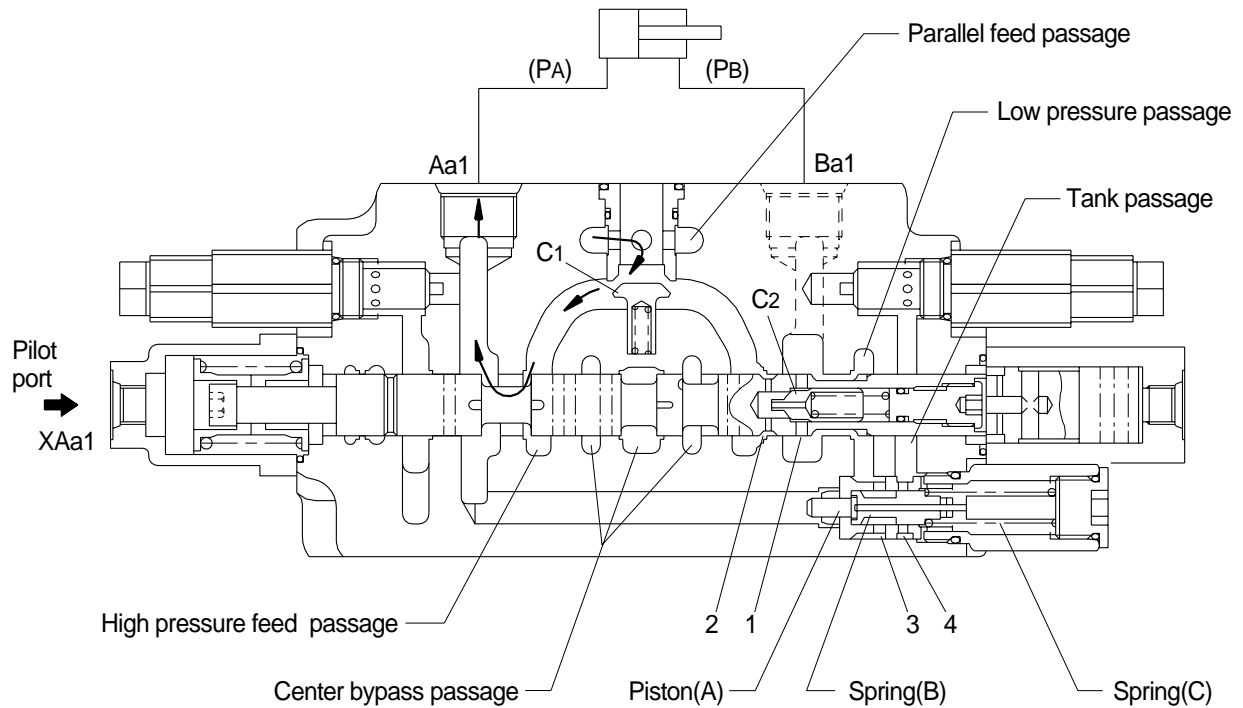 Parallel feed passage
(PA)
(PB)
Low pressure passage
Aa1
Ba1
Tank passage
C1
C2
Pilot
port
XAa1
High pressure feed passage
2
1
3
4
Center bypass passage
Piston(A)
Spring(B)
Spring(C)